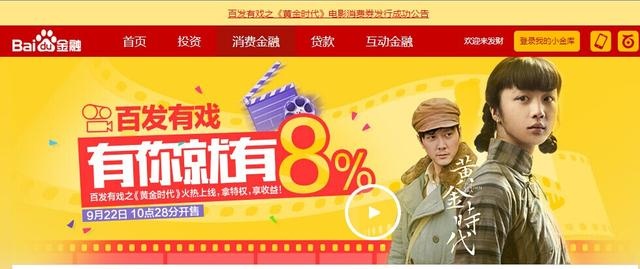 百发有戏之《黄金时代》电影消费券发行成功公告
Bai du 金融
首页 投资 消费金融 贷款 互动金融 欢迎来发财 登录我的小金库
百发有戏
有你就有8%
百发有戏之《黄金时代》火热上线，拿特权，享收益！
9月22日 10点28分开售
黄金時代